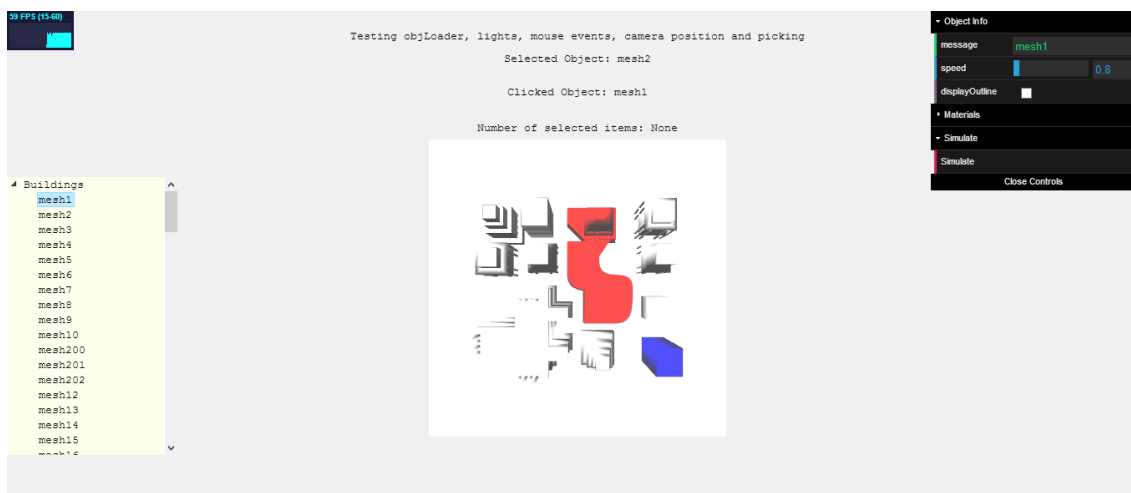 59 FPS (15-60)
Testing objLoader, lights, mouse events, camera position and picking
Selected Object: mesh2
Clicked Object: mesh1
Number of selected items: None
Buildings
mesh1
mesh2
mesh3
mesh4
mesh5
mesh6
mesh7
mesh8
mesh9
mesh10
mesh200
mesh201
mesh202
mesh12
mesh13
mesh14
mesh15
mesh16
Object Info
message mesh1
speed 0.8
displayOutline
Materials
Simulate
Simulate
Close Controls